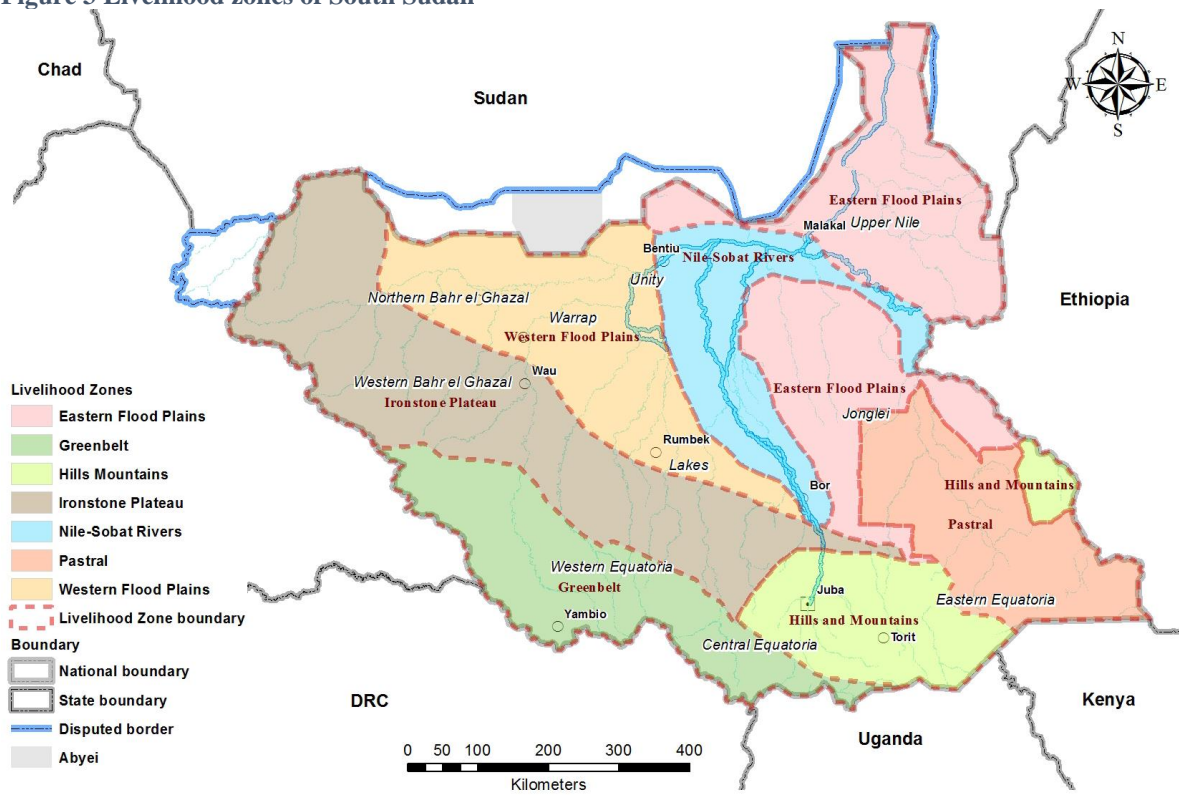 Figure 3 Livelihood zones of South Sudan
Chad
Sudan
N
W
E
S
Eastern Flood Plains
Upper Nile
Malakal
Bentiu
Nile-Sobat Rivers
Unity
Ethiopia
Northern Bahr el Ghazal
Warrap
Western Flood Plains
Wau
Western Bahr el Ghazal
Ironstone Plateau
Eastern Flood Plains
Jonglei
Rumbek
Lakes
Bor
Hills and Mountains
Pastral
Western Equatoria
Greenbelt
Yambio
Juba
Hills and Mountains
Torit
Eastern Equatoria
Central Equatoria
DRC
Uganda
Kenya
Livelihood Zones
Eastern Flood Plains
Greenbelt
Hills Mountains
Ironstone Plateau
Nile-Sobat Rivers
Pastral
Western Flood Plains
Livelihood Zone boundary
Boundary
National boundary
State boundary
Disputed border
Abyei
0 50 100 200 300 400
Kilometers